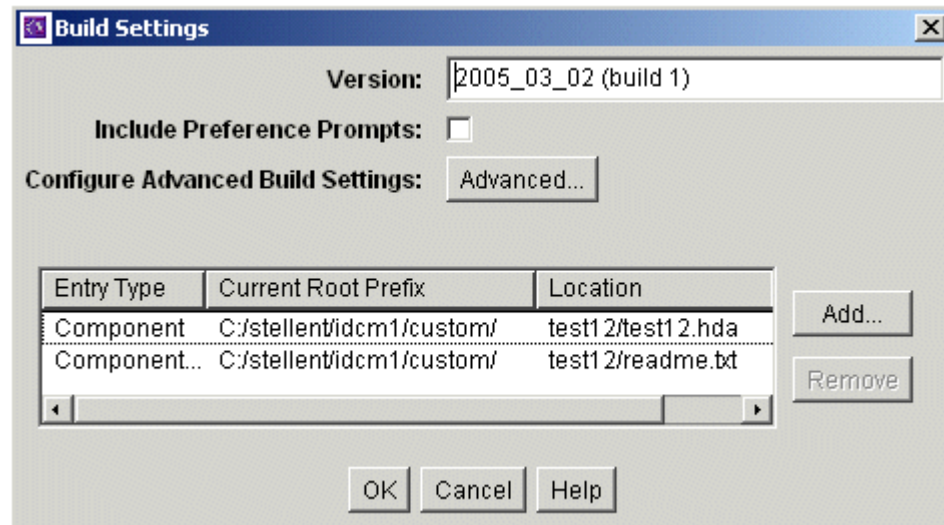 Build Settings
Version: 2005_03_02 (build 1)
Include Preference Prompts:
Configure Advanced Build Settings: Advanced...
Entry Type Current Root Prefix Location
Component C:/stellent/idcm1/custom/ test12/test12.hda
Component... C:/stellent/idcm1/custom/ test12/readme.txt
Add...
Remove
OK Cancel Help